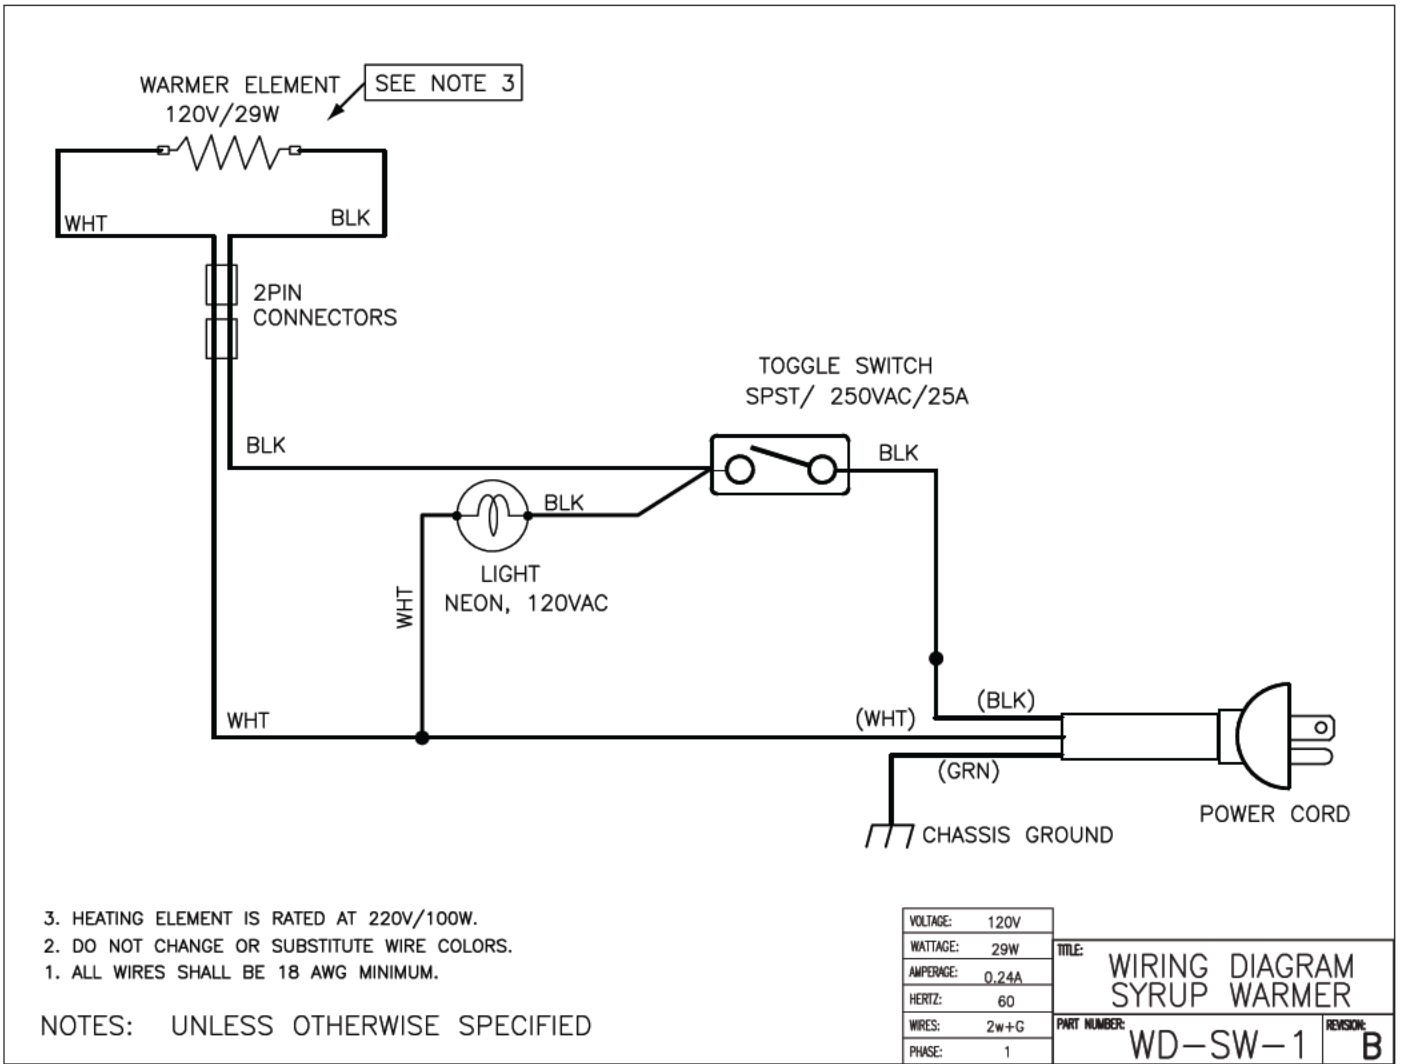 WARMER ELEMENT
120V/29W
SEE NOTE 3
WHT
BLK
2PIN
CONNECTORS
TOGGLE SWITCH
SPST/ 250VAC/25A
BLK
BLK
BLK
LIGHT
NEON, 120VAC
WHT
WHT
(WHT)
(BLK)
(GRN)
POWER CORD
CHASSIS GROUND
3. HEATING ELEMENT IS RATED AT 220V/100W.
2. DO NOT CHANGE OR SUBSTITUTE WIRE COLORS.
1. ALL WIRES SHALL BE 18 AWG MINIMUM.
NOTES: UNLESS OTHERWISE SPECIFIED
VOLTAGE: 120V
WATTAGE: 29W
AMPERAGE: 0.24A
HERTZ: 60
WIRES: 2w+G
PHASE: 1
TITLE:
WIRING DIAGRAM
SYRUP WARMER
PART NUMBER: WD-SW-1
REVISION: B